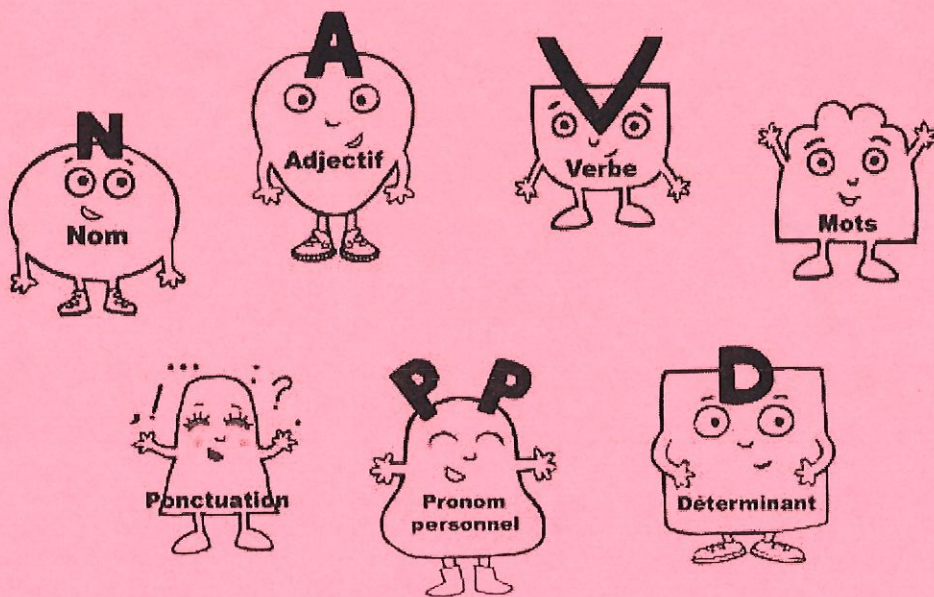 A
Adjectif
N
Nom
V
Verbe
Mots
, ! ... . ?
Ponctuation
P P
Pronom
personnel
D
Déterminant